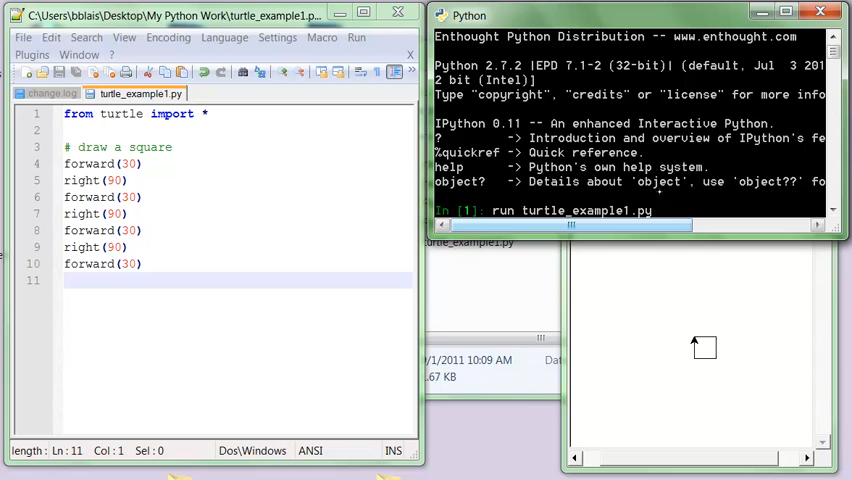 C:\Users\bblais\Desktop\My Python Work\turtle_example1.p...
File Edit Search View Encoding Language Settings Macro Run
Plugins Window ?
X
change.log turtle_example1.py
1 from turtle import *
2
3 # draw a square
4 forward(30)
5 right(90)
6 forward(30)
7 right(90)
8 forward(30)
9 right(90)
10 forward(30)
11
length : Ln : 11 Col : 1 Sel : 0 Dos\Windows ANSI INS
Python
Enthought Python Distribution -- www.enthought.com
Python 2.7.2 |EPD 7.1-2 (32-bit)| (default, Jul 3 201
2 bit (Intel)]
Type "copyright", "credits" or "license" for more info
IPython 0.11 -- An enhanced Interactive Python.
? -> Introduction and overview of IPython's fe
%quickref -> Quick reference.
help -> Python's own help system.
object? -> Details about 'object', use 'object??' fo
In [1]: run turtle_example1.py
turtle_example1.py
/1/2011 10:09 AM Dat
.67 KB